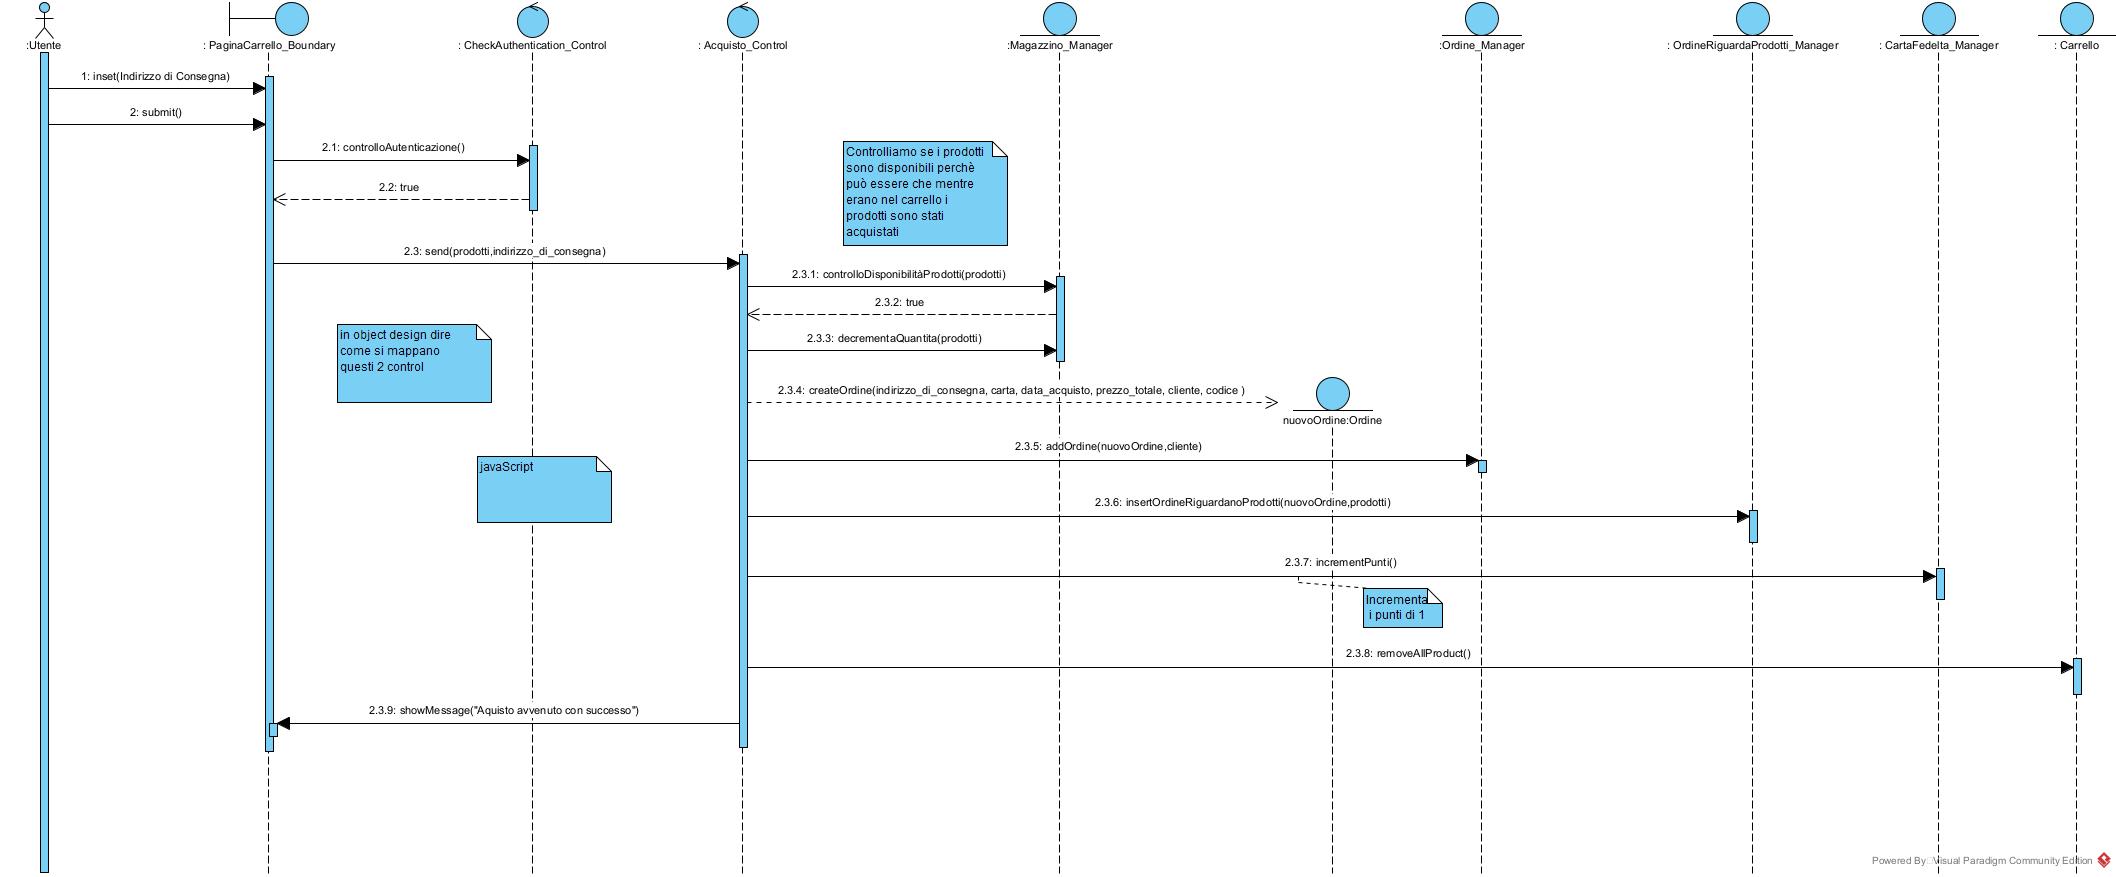 :Utente
: PaginaCarrello_Boundary
: CheckAuthentication_Control
: Acquisto_Control
:Magazzino_Manager
:Ordine_Manager
: OrdineRiguardaProdotti_Manager
: CartaFedelta_Manager
: Carrello
1: inset(Indirizzo di Consegna)
2: submit()
2.1: controlloAutenticazione()
2.2: true
Controlliamo se i prodotti
sono disponibili perchè
può essere che mentre
erano nel carrello i
prodotti sono stati
acquistati
2.3: send(prodotti,indirizzo_di_consegna)
2.3.1: controlloDisponibilitàProdotti(prodotti)
2.3.2: true
2.3.3: decrementaQuantita(prodotti)
in object design dire
come si mappano
questi 2 control
2.3.4: createOrdine(indirizzo_di_consegna, carta, data_acquisto, prezzo_totale, cliente, codice )
nuovoOrdine:Ordine
2.3.5: addOrdine(nuovoOrdine,cliente)
javaScript
2.3.6: insertOrdineRiguardanoProdotti(nuovoOrdine,prodotti)
2.3.7: incrementPunti()
Incrementa
i punti di 1
2.3.8: removeAllProduct()
2.3.9: showMessage("Aquisto avvenuto con successo")
Powered By Visual Paradigm Community Edition